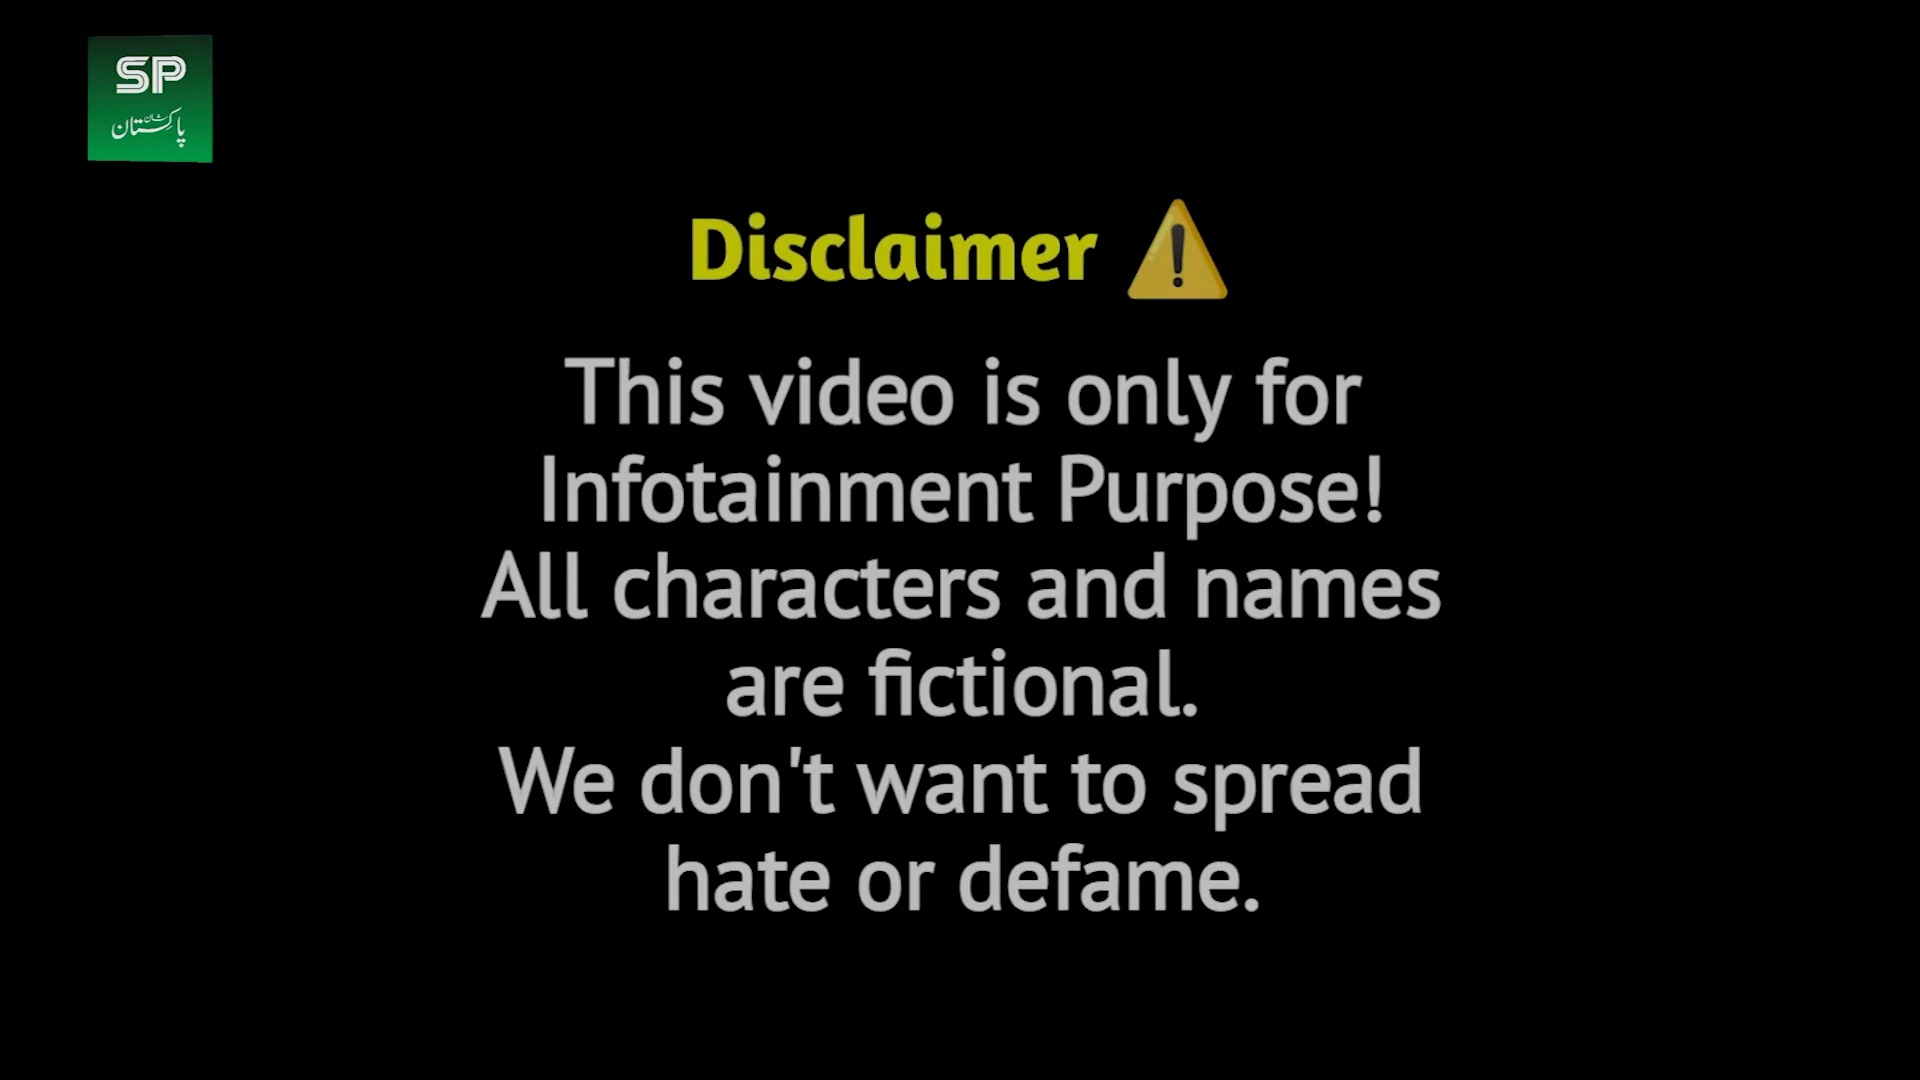 SP
شان پاکستان
Disclaimer ⚠️
This video is only for
Infotainment Purpose!
All characters and names
are fictional.
We don't want to spread
hate or defame.